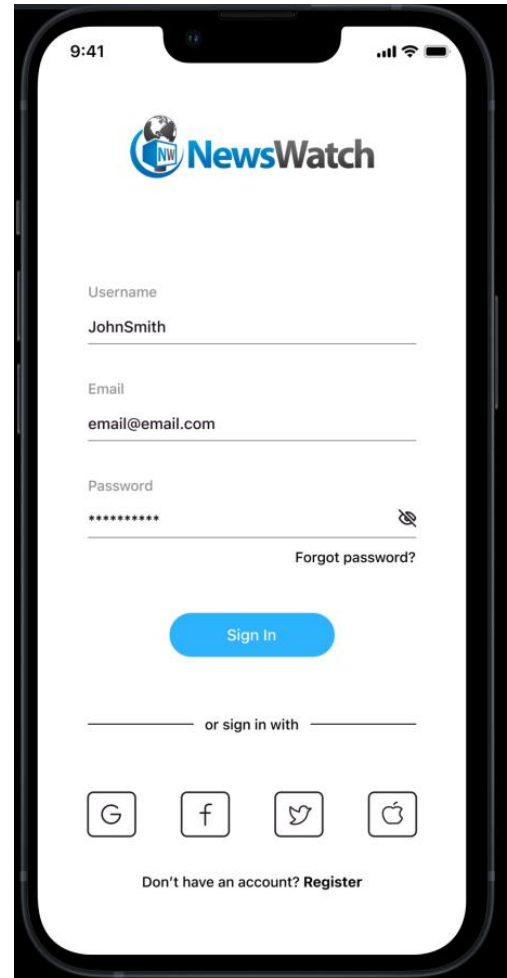 9:41
NW NewsWatch
Username
JohnSmith
Email
email@email.com
Password
**********
Forgot password?
Sign In
or sign in with
G f
Don't have an account? Register